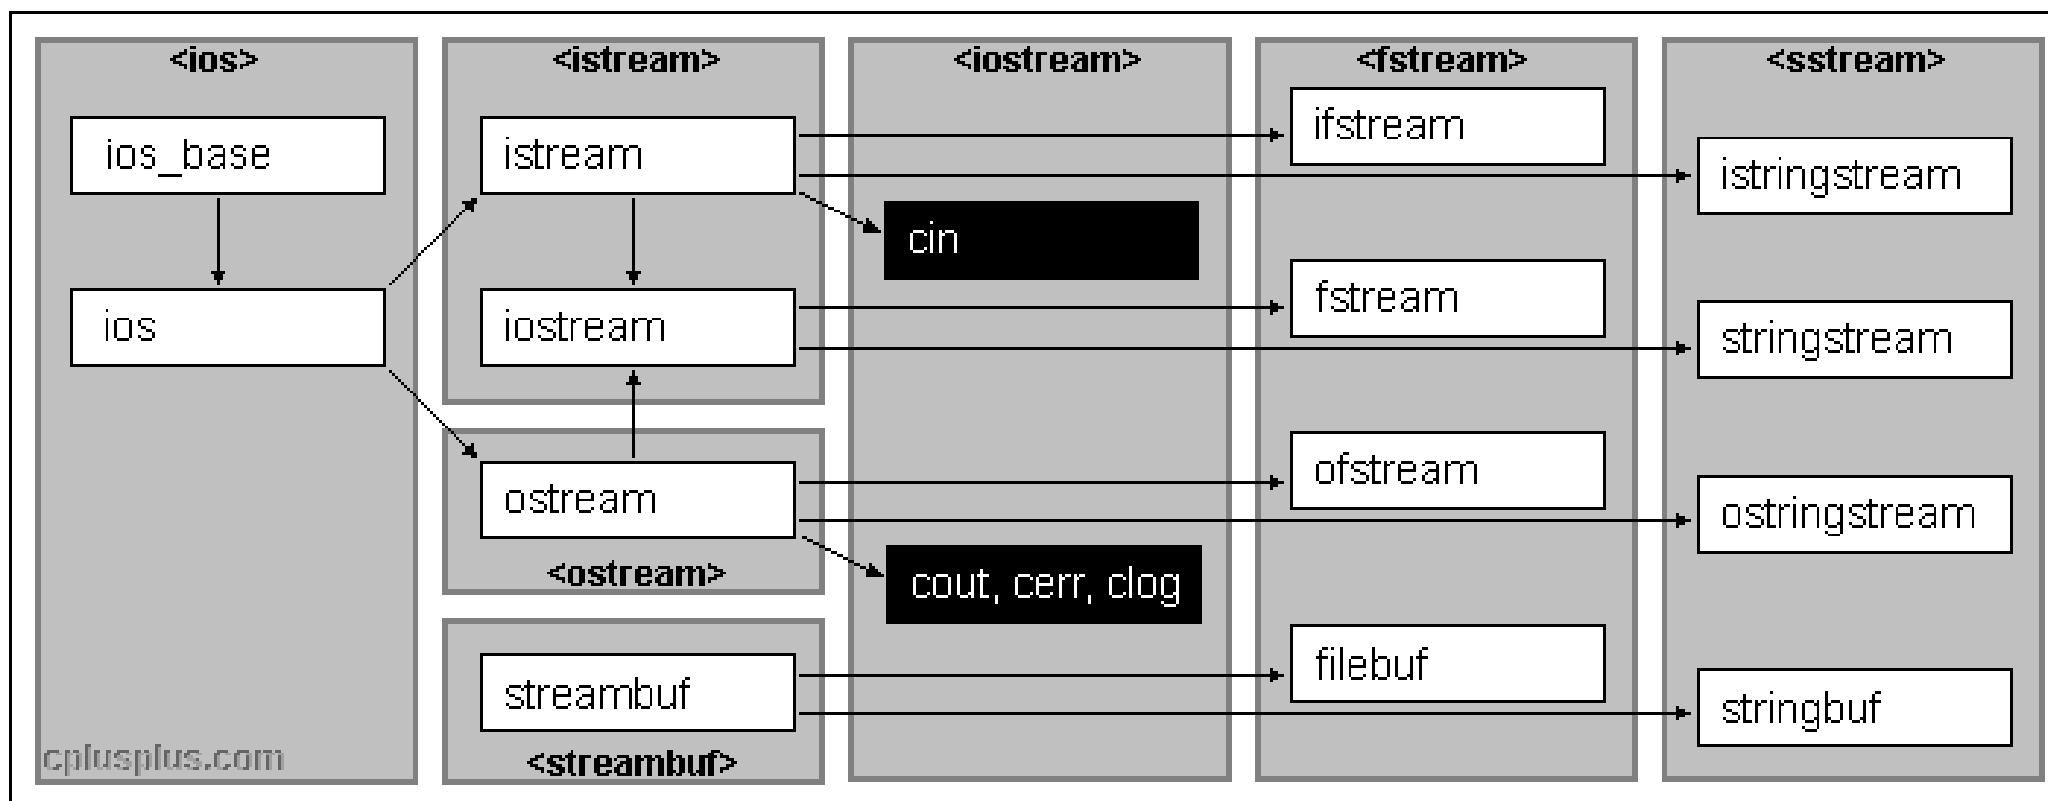 <ios>
ios_base
ios
cplusplus.com
<istream>
istream
iostream
ostream
<ostream>
streambuf
<streambuf>
<iostream>
cin
cout, cerr, clog
<fstream>
ifstream
fstream
ofstream
filebuf
<sstream>
istringstream
stringstream
ostringstream
stringbuf